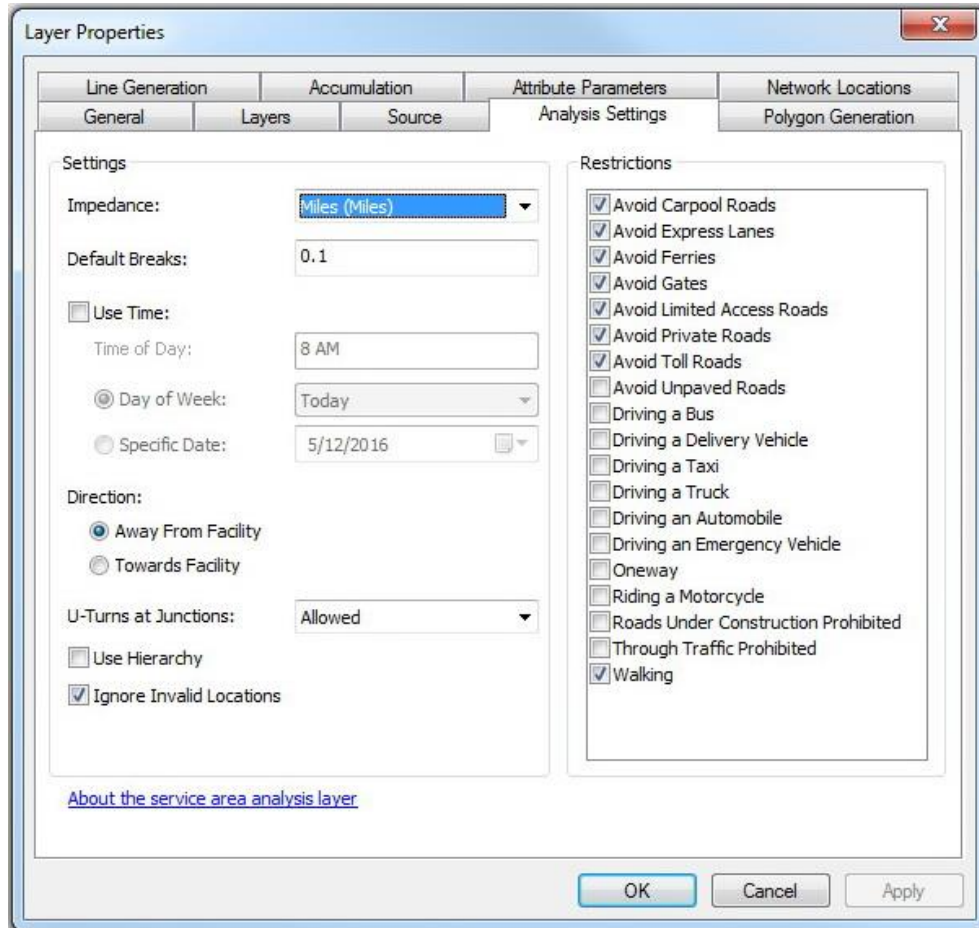 Layer Properties
Line Generation Accumulation Attribute Parameters Network Locations
General Layers Source Analysis Settings Polygon Generation
Settings
Impedance: Miles (Miles)
Default Breaks: 0.1
Use Time:
Time of Day: 8 AM
Day of Week: Today
Specific Date: 5/12/2016
Direction:
Away From Facility
Towards Facility
U-Turns at Junctions: Allowed
Use Hierarchy
Ignore Invalid Locations
About the service area analysis layer
Restrictions
Avoid Carpool Roads
Avoid Express Lanes
Avoid Ferries
Avoid Gates
Avoid Limited Access Roads
Avoid Private Roads
Avoid Toll Roads
Avoid Unpaved Roads
Driving a Bus
Driving a Delivery Vehicle
Driving a Taxi
Driving a Truck
Driving an Automobile
Driving an Emergency Vehicle
Oneway
Riding a Motorcycle
Roads Under Construction Prohibited
Through Traffic Prohibited
Walking
OK Cancel Apply